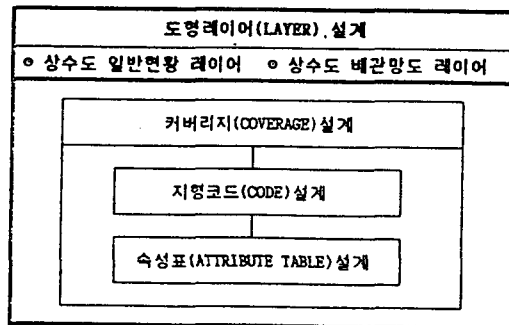 도형레이어(LAYER) 설계
⊙ 상수도 일반현황 레이어 ⊙ 상수도 배관망도 레이어
커버리지(COVERAGE)설계
지형코드(CODE)설계
속성표(ATTRIBUTE TABLE)설계